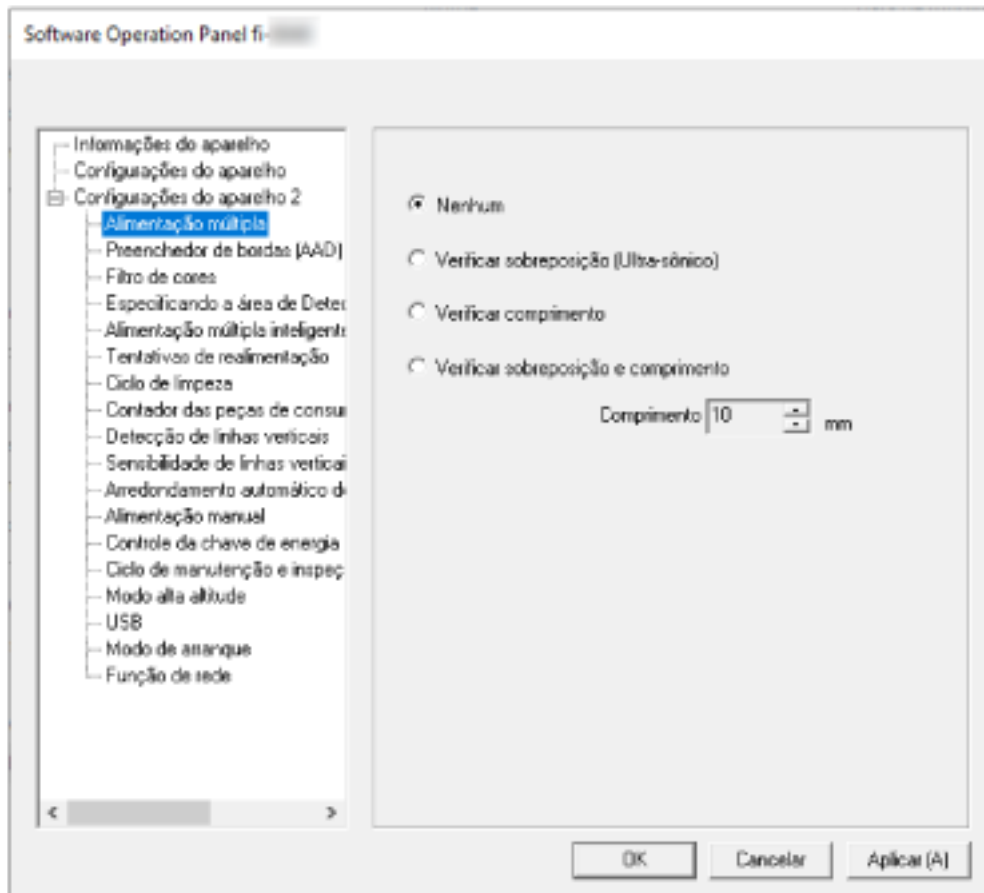 Software Operation Panel fi-
Informações do aparelho
Configurações do aparelho
Configurações do aparelho 2
Alimentação múltipla
Preenchedor de bordas (AAD)
Filtro de cores
Especificando a área de Detec
Alimentação múltipla inteligente
Tentativas de realimentação
Ciclo de limpeza
Contador das peças de consu
Detecção de linhas verticais
Sensibilidade de linhas verticai
Arredondamento automático de
Alimentação manual
Controle da chave de energia
Ciclo de manutenção e inspeç
Modo alta altitude
USB
Modo de arranque
Função de rede
Nenhum
Verificar sobreposição (Ultra-sônico)
Verificar comprimento
Verificar sobreposição e comprimento
Comprimento 10 mm
OK Cancelar Aplicar (A)